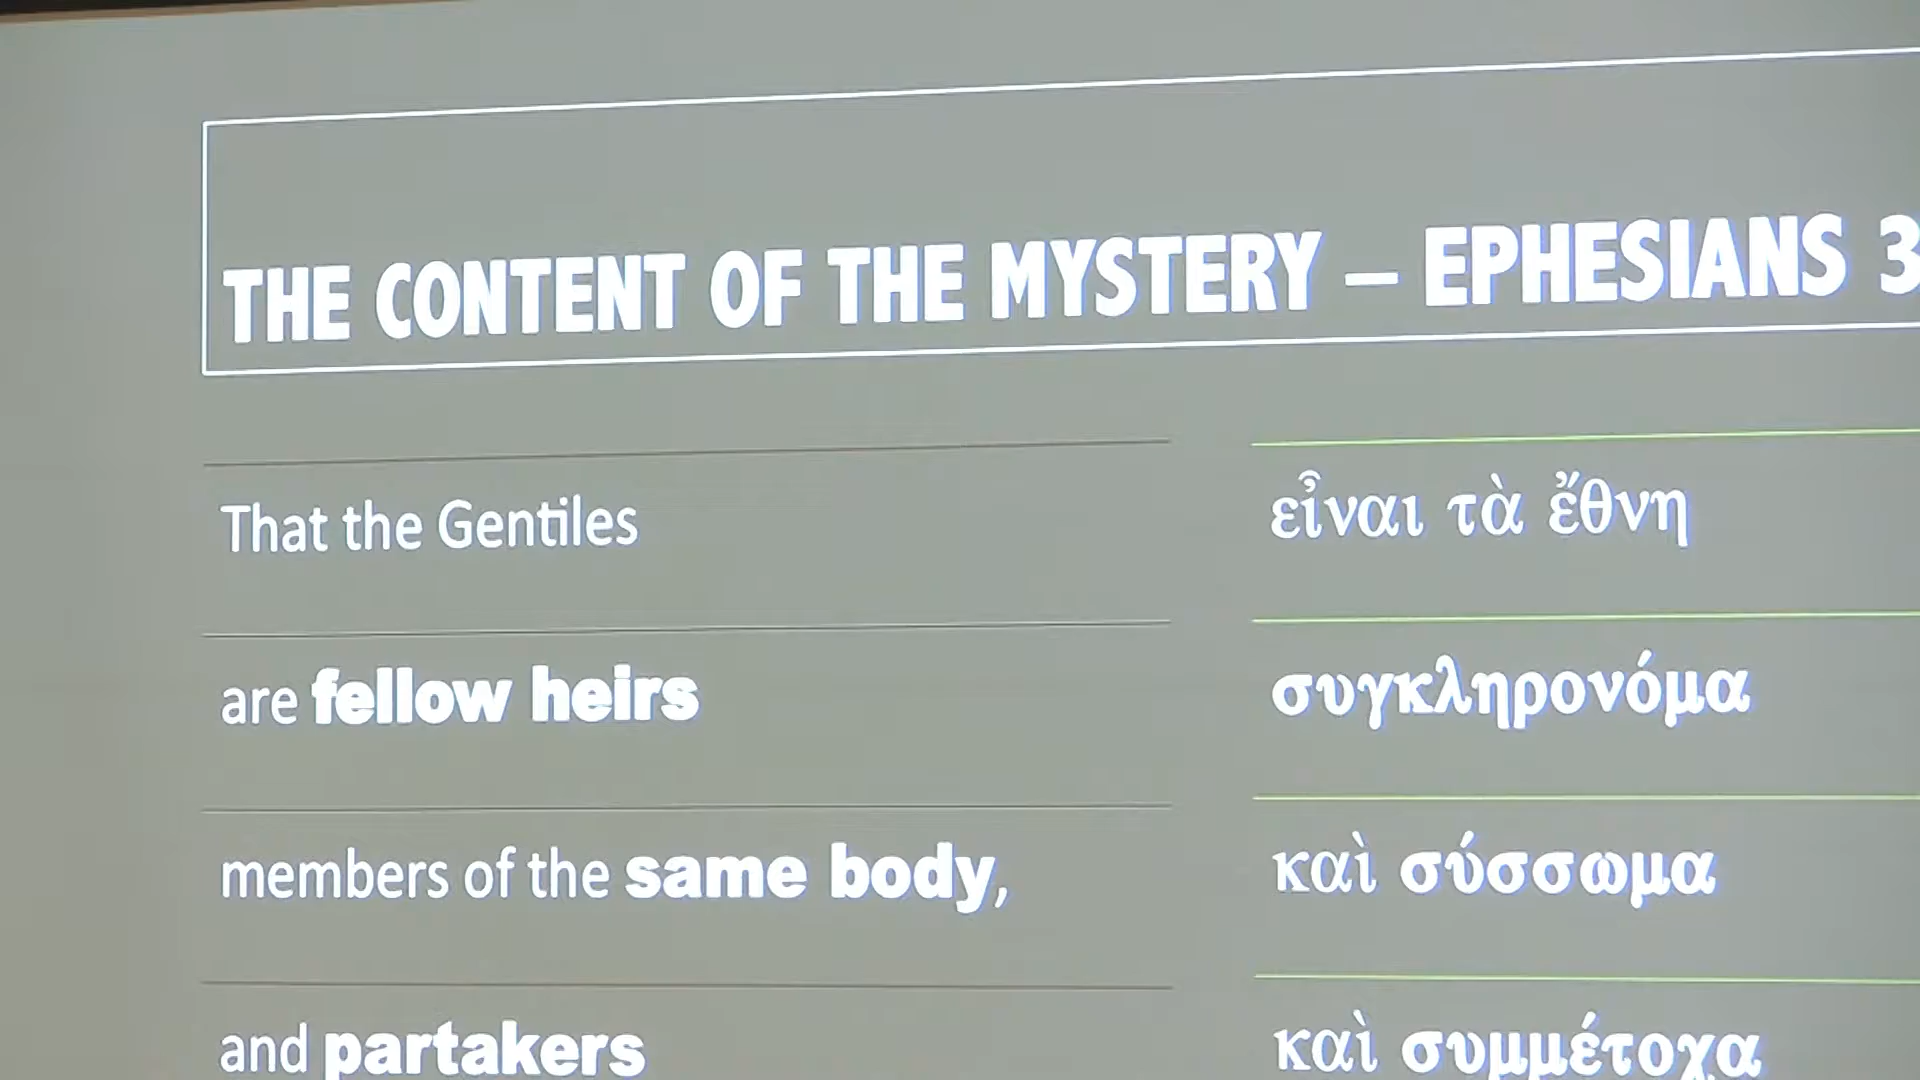 THE CONTENT OF THE MYSTERY – EPHESIANS 3
That the Gentiles
εἶναι τὰ ἔθνη
are fellow heirs
συγκληρονόμα
members of the same body,
καὶ σύσσωμα
and partakers
καὶ συμμέτοχα